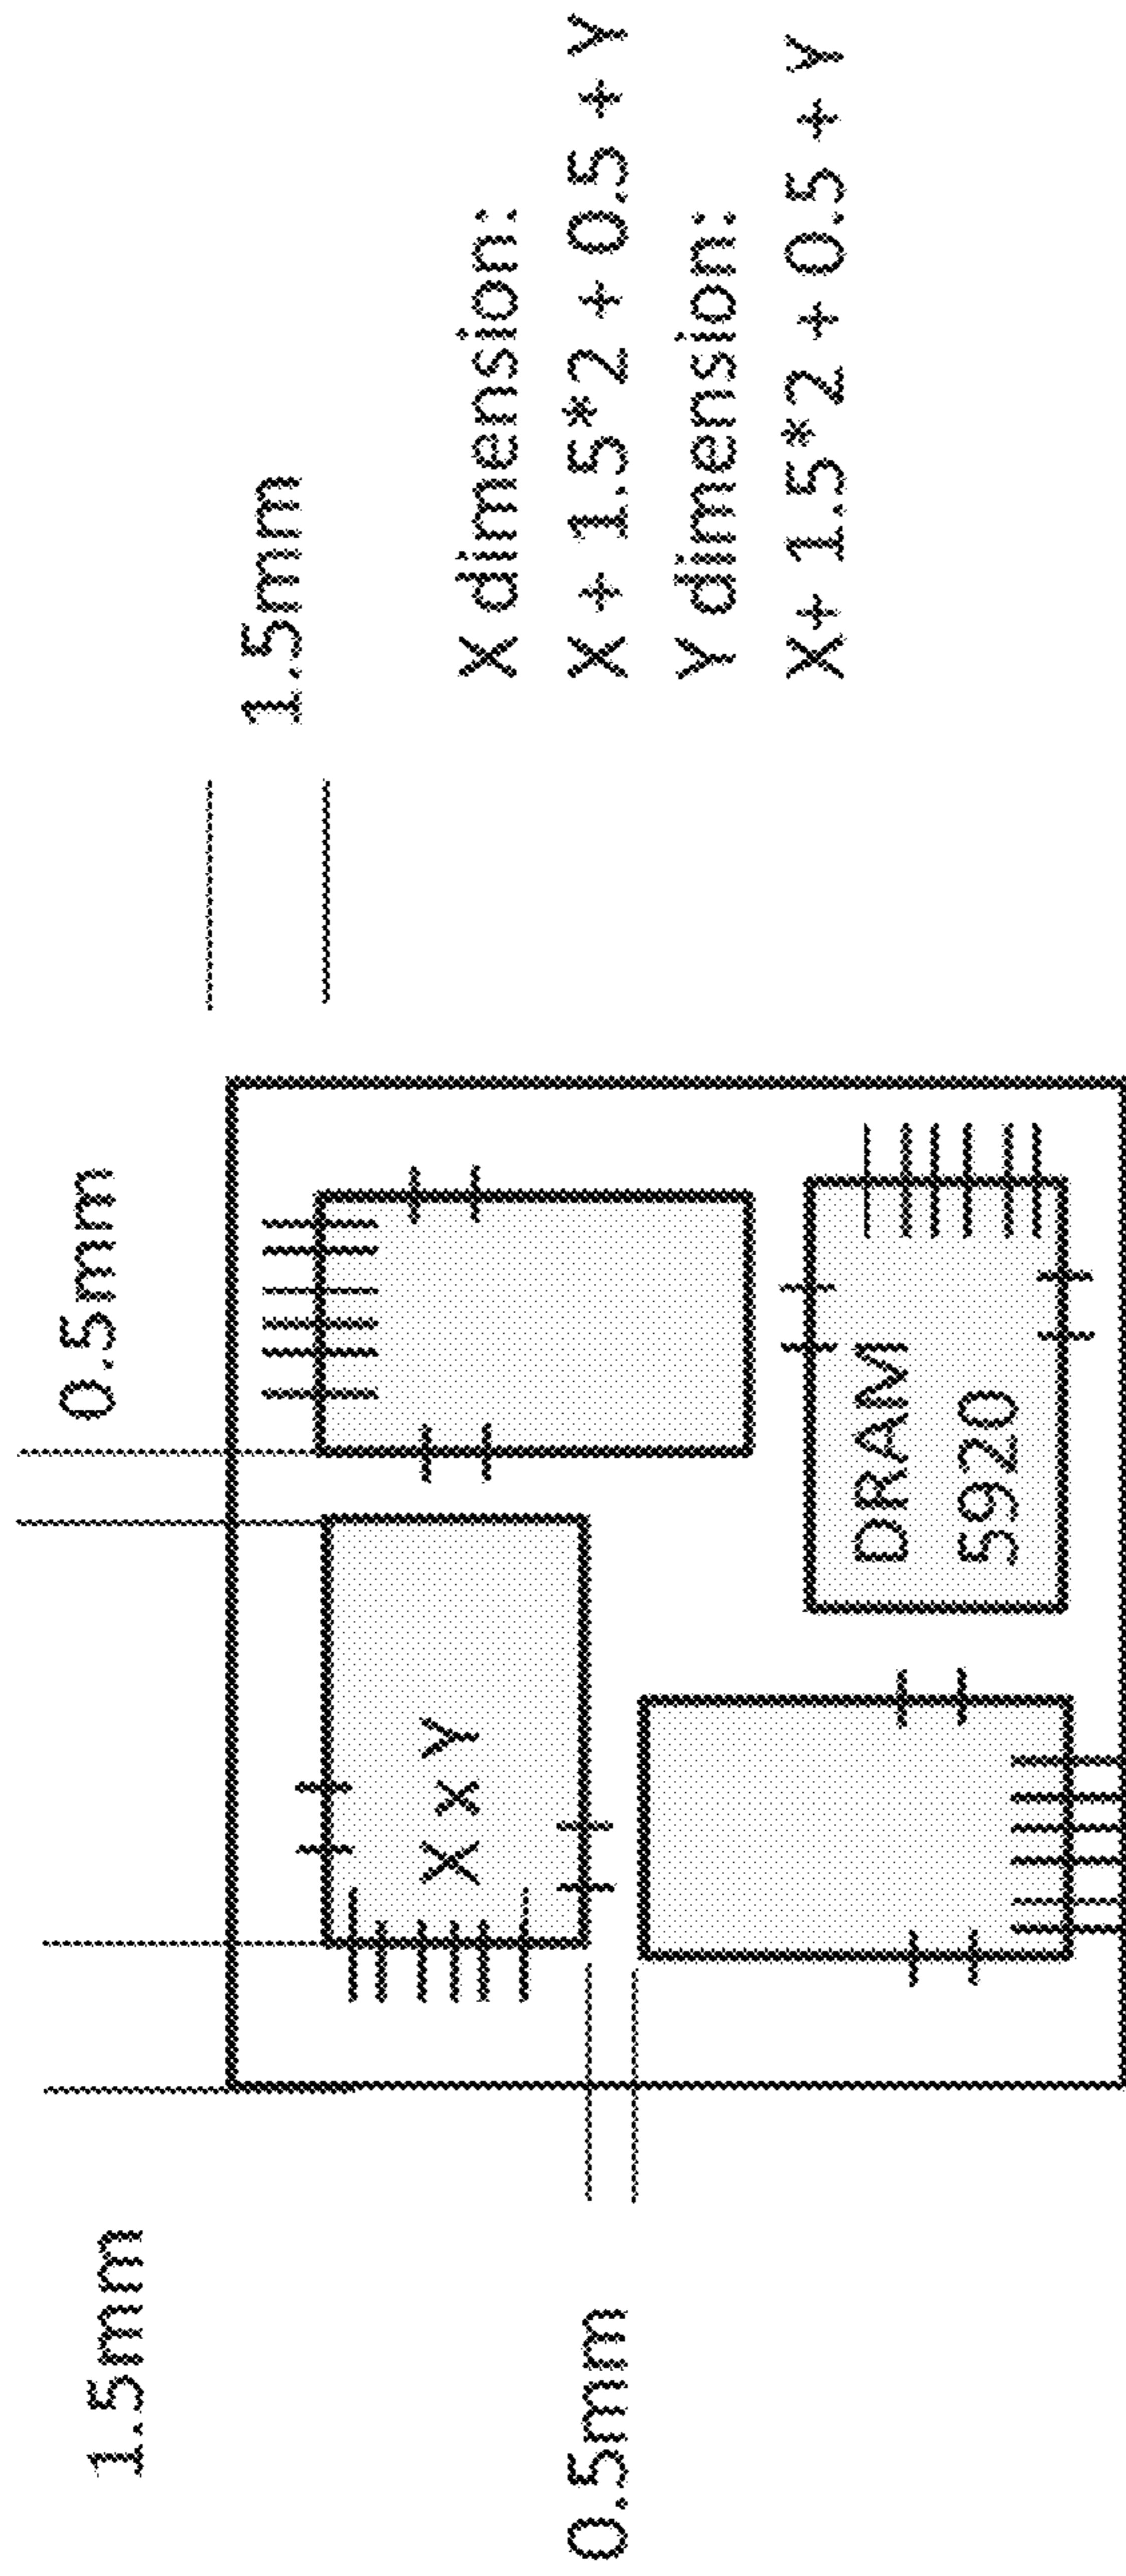 1.5mm
0.5mm
0.5mm
1.5mm
X x Y
DRAM
5920
X dimension:
X + 1.5*2 + 0.5 + Y
Y dimension:
X+ 1.5*2 + 0.5 + Y